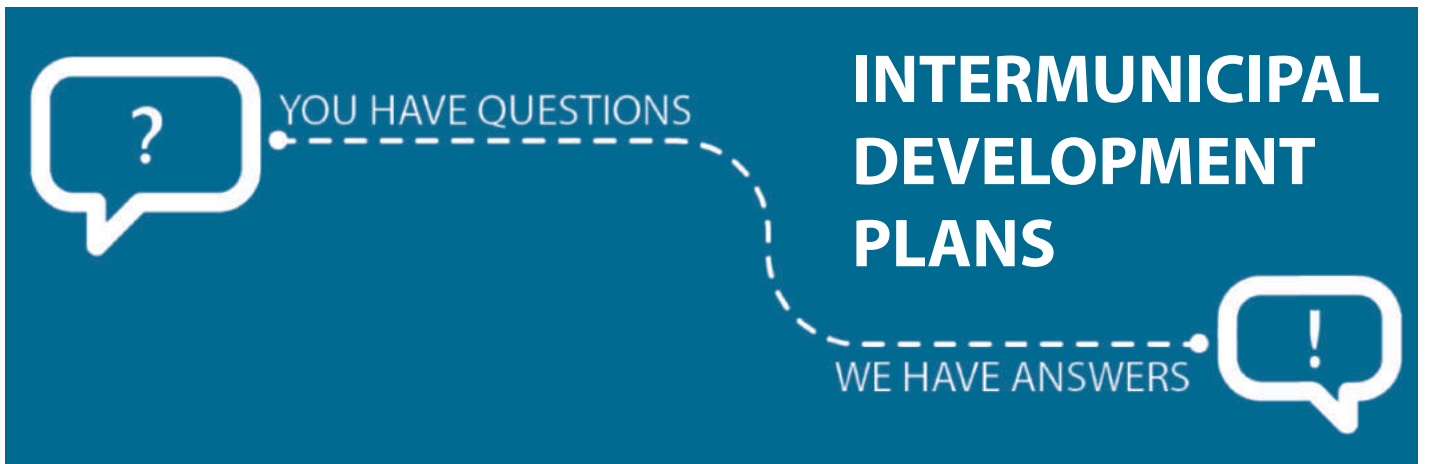 ?
YOU HAVE QUESTIONS
INTERMUNICIPAL
DEVELOPMENT
PLANS
!
WE HAVE ANSWERS